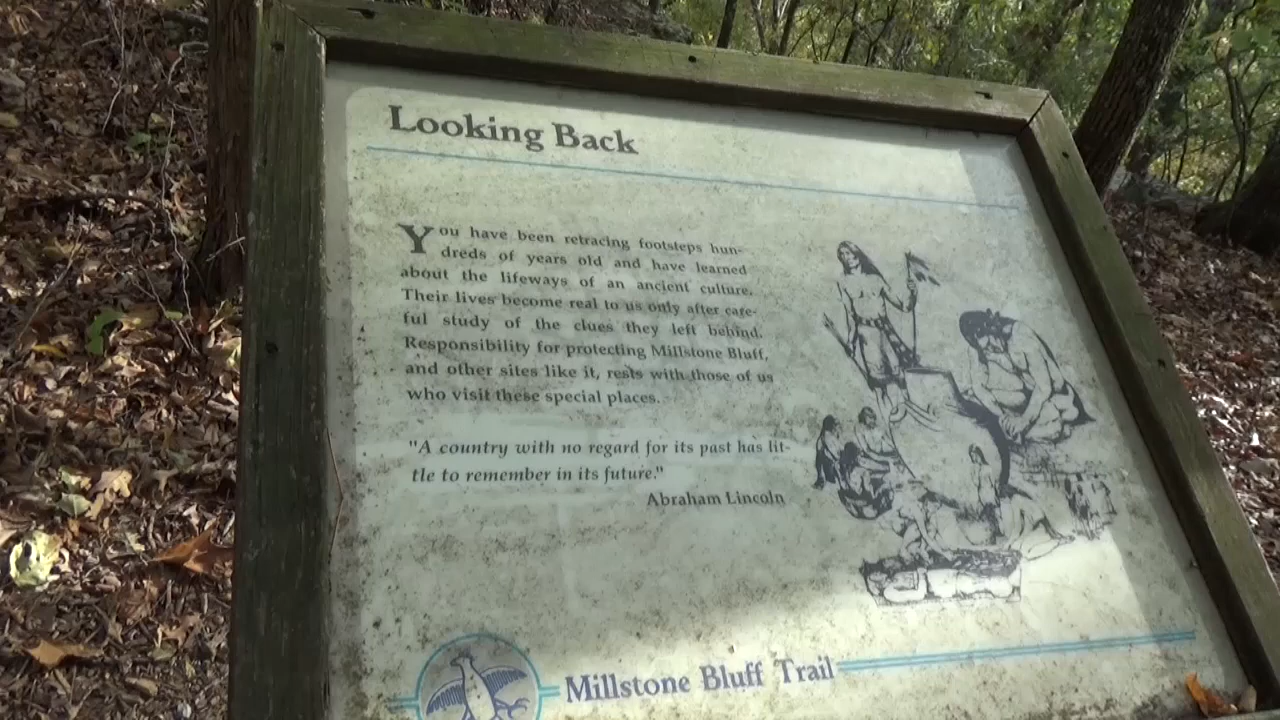 Looking Back
You have been retracing footsteps hun-
dreds of years old and have learned
about the lifeways of an ancient culture.
Their lives become real to us only after care-
ful study of the clues they left behind.
Responsibility for protecting Millstone Bluff,
and other sites like it, rests with those of us
who visit these special places.
"A country with no regard for its past has lit-
tle to remember in its future."
Abraham Lincoln
Millstone Bluff Trail